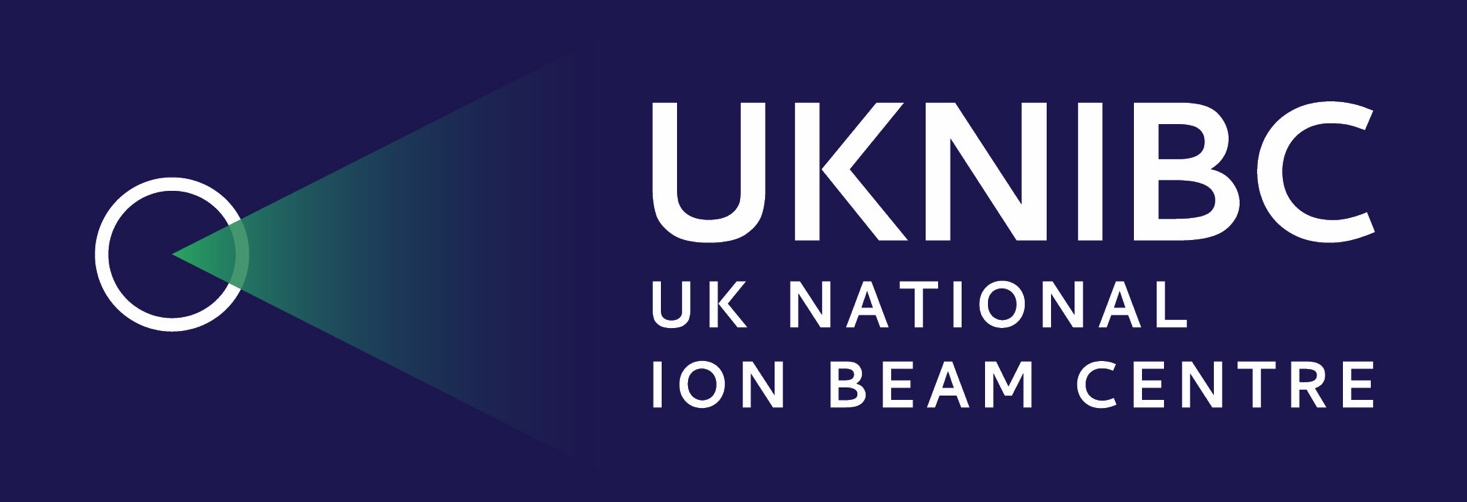 UKNIBC
UK NATIONAL
ION BEAM CENTRE